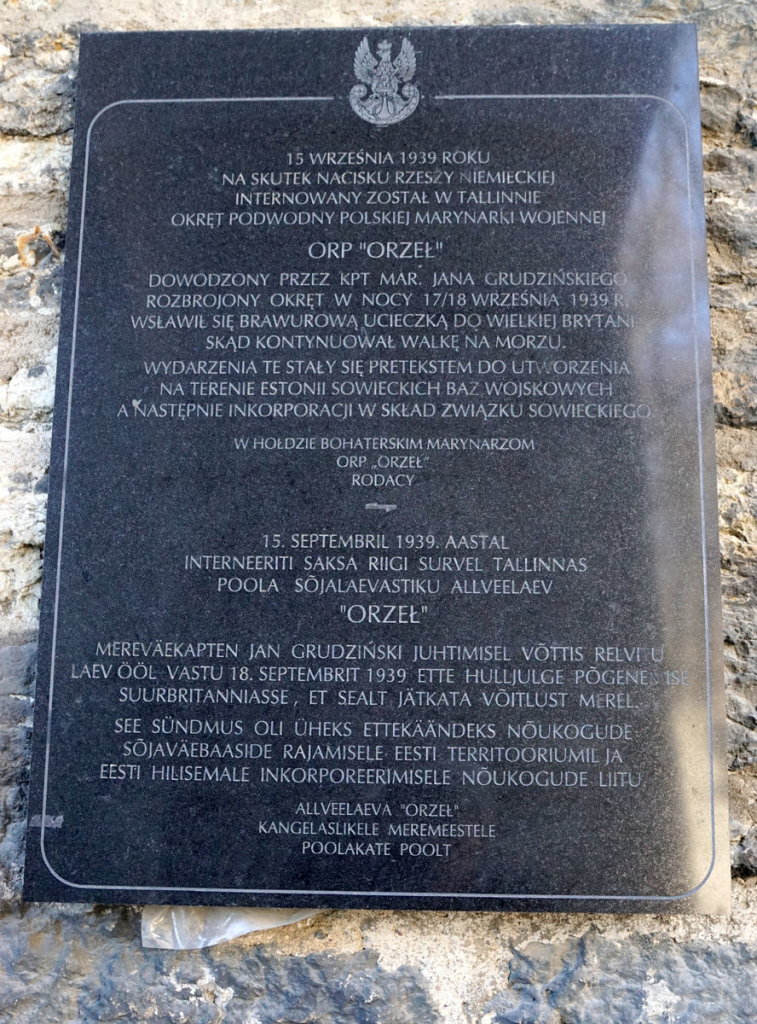 15 WRZEŚNIA 1939 ROKU
NA SKUTEK NACISKU RZESZY NIEMIECKIEJ
INTERNOWANY ZOSTAŁ W TALLINNIE
OKRĘT PODWODNY POLSKIEJ MARYNARKI WOJENNEJ
ORP "ORZEŁ"
DOWODZONY PRZEZ KPT MAR. JANA GRUDZIŃSKIEGO
ROZBROJONY OKRĘT W NOCY 17/18 WRZEŚNIA 1939 R.
WSŁAWIŁ SIĘ BRAWUROWĄ UCIECZKĄ DO WIELKIEJ BRYTANI
SKĄD KONTYNUOWAŁ WALKĘ NA MORZU.
WYDARZENIA TE STAŁY SIĘ PRETEKSTEM DO UTWORZENIA
NA TERENIE ESTONII SOWIECKICH BAZ WOJSKOWYCH
A NASTĘPNIE INKORPORACJI W SKŁAD ZWIĄZKU SOWIECKIEGO.
W HOŁDZIE BOHATERSKIM MARYNARZOM
ORP „ORZEŁ"
RODACY
15. SEPTEMBRIL 1939. AASTAL
INTERNEERITI SAKSA RIIGI SURVEL TALLINNAS
POOLA SÕJALAEVASTIKU ALLVEELAEV
"ORZEŁ"
MEREVÄEKAPTEN JAN GRUDZIŃSKI JUHTIMISEL VÕTTIS
LAEV ÖÖL VASTU 18. SEPTEMBRIT 1939 ETTE HULLJULGE
SUURBRITANNIASSE, ET SEALT JÄTKATA VÕITLUST MEREL.
SEE SÜNDMUS OLI ÜHEKS ETTEKÄÄNDEKS NÕUKOGUDE
SÕJAVÄEBAASIDE RAJAMISELE EESTI TERRITOORIUMIL JA
EESTI HILISEMALE INKORPOREERIMISELE NÕUKOGUDE LIITU.
ALLVEELAEVA "ORZEŁ"
KANGELASLIKELE MEREMEESTELE
POOLAKATE POOLT